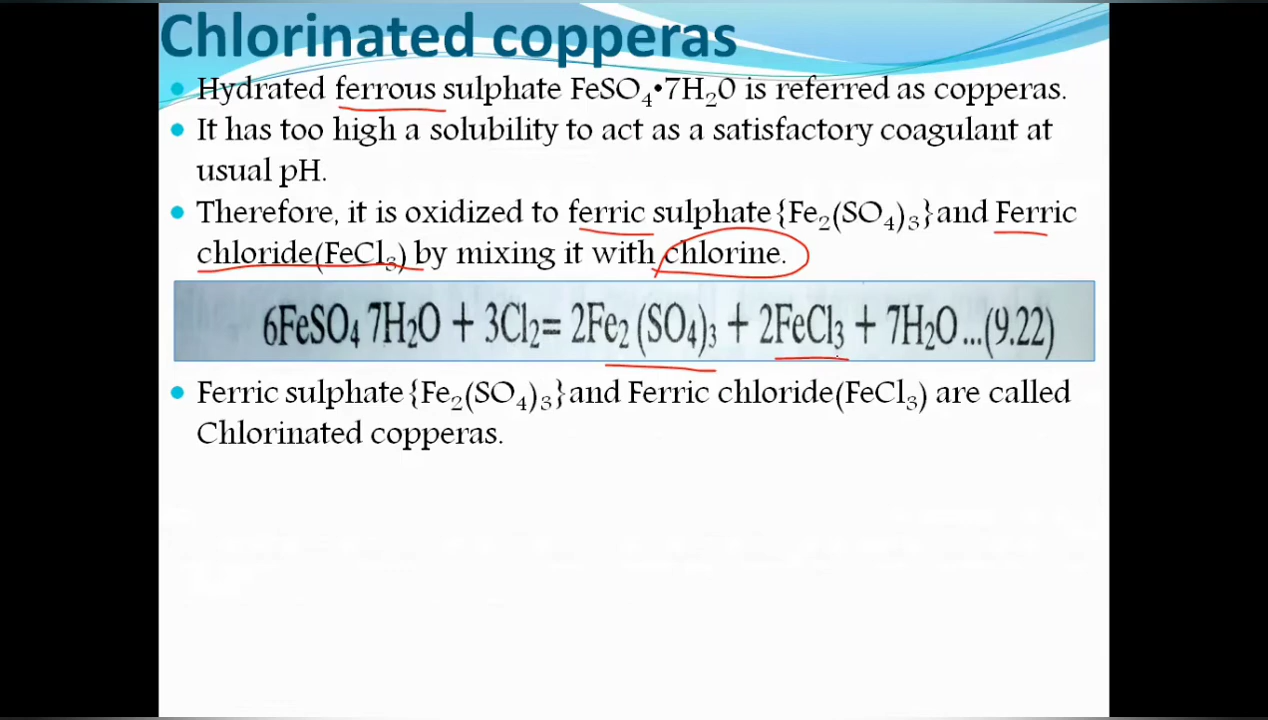 Chlorinated copperas
• Hydrated ferrous sulphate FeSO₄•7H₂0 is referred as copperas.
• It has too high a solubility to act as a satisfactory coagulant at
usual pH.
• Therefore, it is oxidized to ferric sulphate{Fe₂(SO₄)₃}and Ferric
chloride(FeCl₃) by mixing it with chlorine.
6FeSO₄ 7H₂O + 3Cl₂= 2Fe₂ (SO₄)₃ + 2FeCl₃ + 7H₂O ...(9.22)
• Ferric sulphate{Fe₂(SO₄)₃}and Ferric chloride(FeCl₃) are called
Chlorinated copperas.